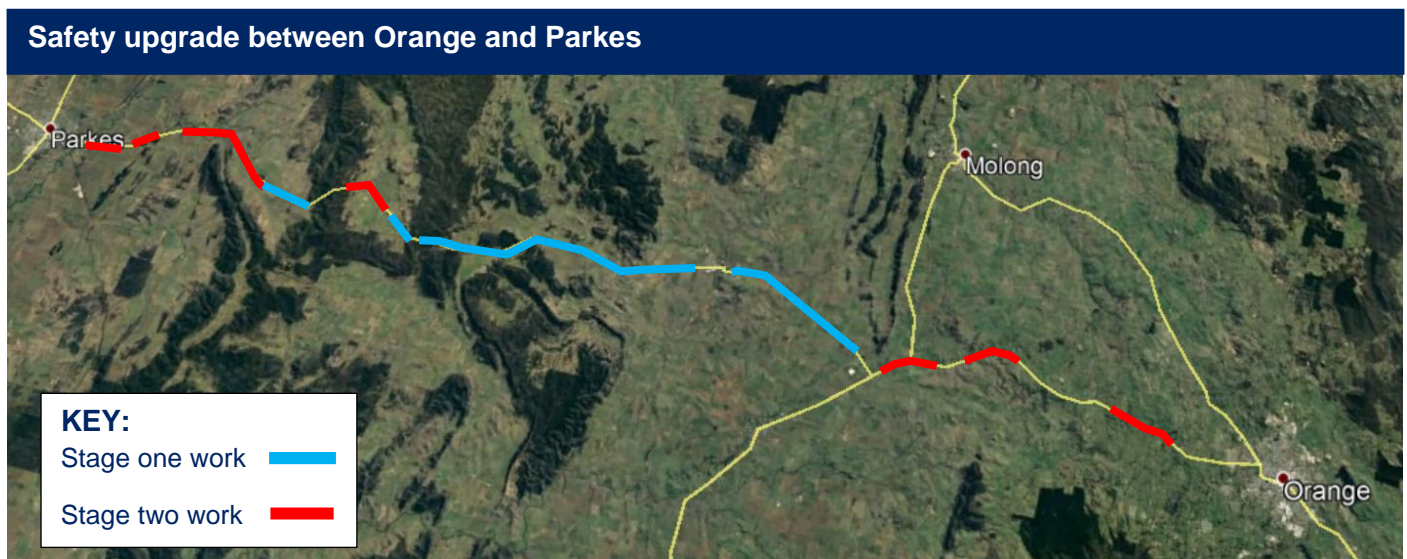 Safety upgrade between Orange and Parkes
Parkes
Molong
KEY:
Stage one work
Stage two work
Orange